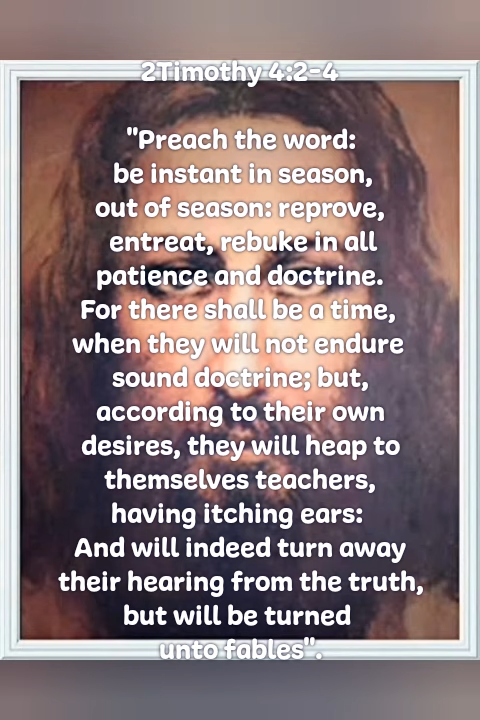 2Timothy 4:2-4
"Preach the word:
be instant in season,
out of season: reprove,
entreat, rebuke in all
patience and doctrine.
For there shall be a time,
when they will not endure
sound doctrine; but,
according to their own
desires, they will heap to
themselves teachers,
having itching ears:
And will indeed turn away
their hearing from the truth,
but will be turned
unto fables".